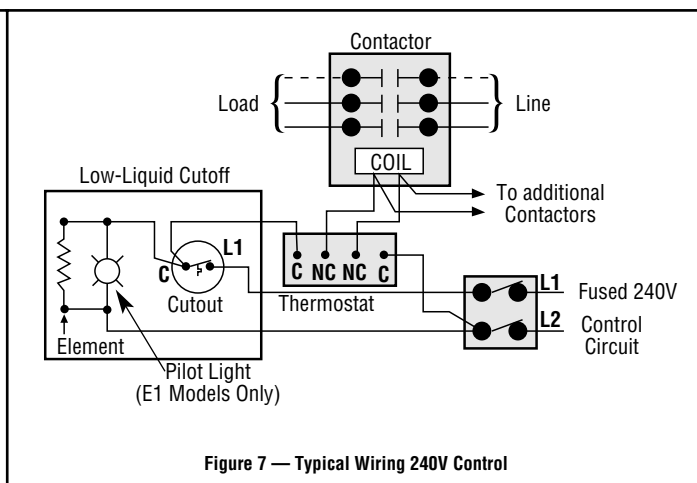 Contactor
Load
Line
COIL
Low-Liquid Cutoff
To additional
Contactors
L1
C
Cutout
C NC NC C
Thermostat
L1
Fused 240V
L2
Control
Circuit
Element
Pilot Light
(E1 Models Only)
Figure 7 — Typical Wiring 240V Control